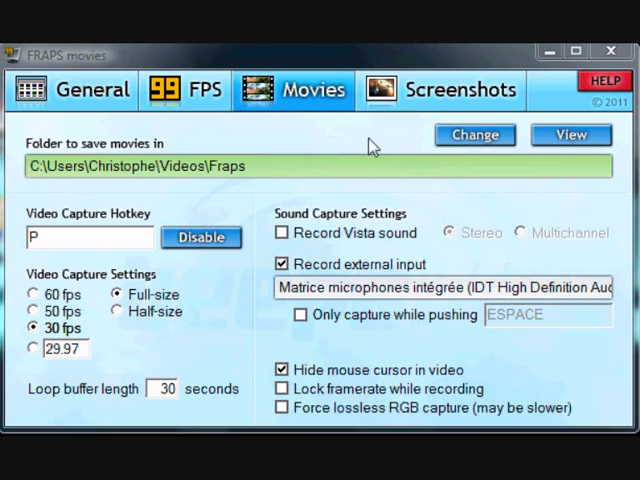 FRAPS movies
General
99 FPS
Movies
Screenshots
HELP
© 2011
Folder to save movies in
Change
View
C:\Users\Christophe\Videos\Fraps
Video Capture Hotkey
P
Disable
Video Capture Settings
60 fps
Full-size
50 fps
Half-size
30 fps
29.97
Loop buffer length 30 seconds
Sound Capture Settings
Record Vista sound
Stereo
Multichannel
Record external input
Matrice microphones intégrée (IDT High Definition
Only capture while pushing ESPACE
Hide mouse cursor in video
Lock framerate while recording
Force lossless RGB capture (may be slower)